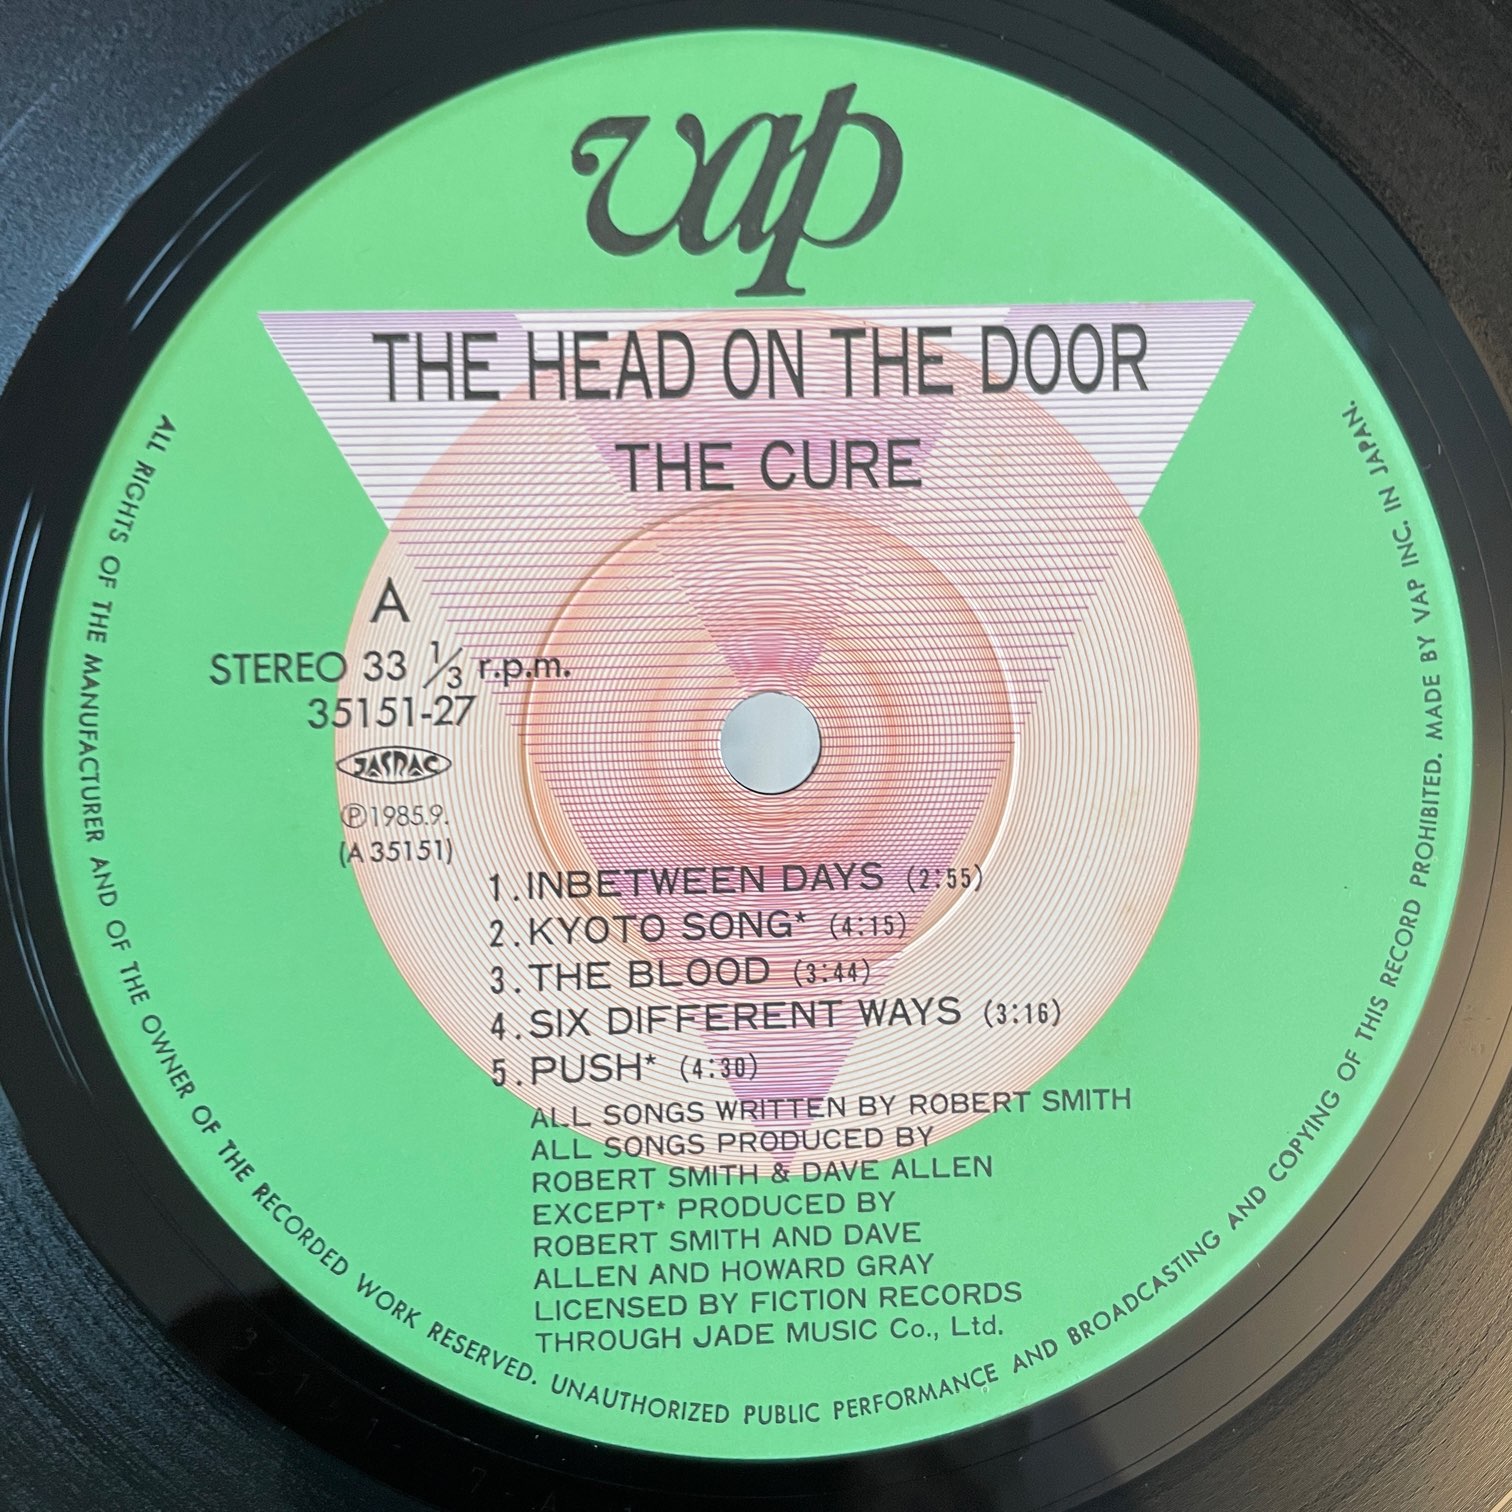 vap
THE HEAD ON THE DOOR
THE CURE
A
STEREO 33 1/3 r.p.m.
35151-27
JASRAC
Ⓟ1985.9.
(A 35151)
1.INBETWEEN DAYS (2:55)
2.KYOTO SONG* (4:15)
3.THE BLOOD (3:44)
4.SIX DIFFERENT WAYS (3:16)
5.PUSH* (4:30)
ALL SONGS WRITTEN BY ROBERT SMITH
ALL SONGS PRODUCED BY
ROBERT SMITH & DAVE ALLEN
EXCEPT* PRODUCED BY
ROBERT SMITH AND DAVE
ALLEN AND HOWARD GRAY
LICENSED BY FICTION RECORDS
THROUGH JADE MUSIC Co., Ltd.
ALL RIGHTS OF THE MANUFACTURER AND OF THE OWNER OF THE RECORDED WORK RESERVED. UNAUTHORIZED PUBLIC PERFORMANCE AND BROADCASTING AND COPYING OF THIS RECORD PROHIBITED. MADE BY VAP INC. IN JAPAN.